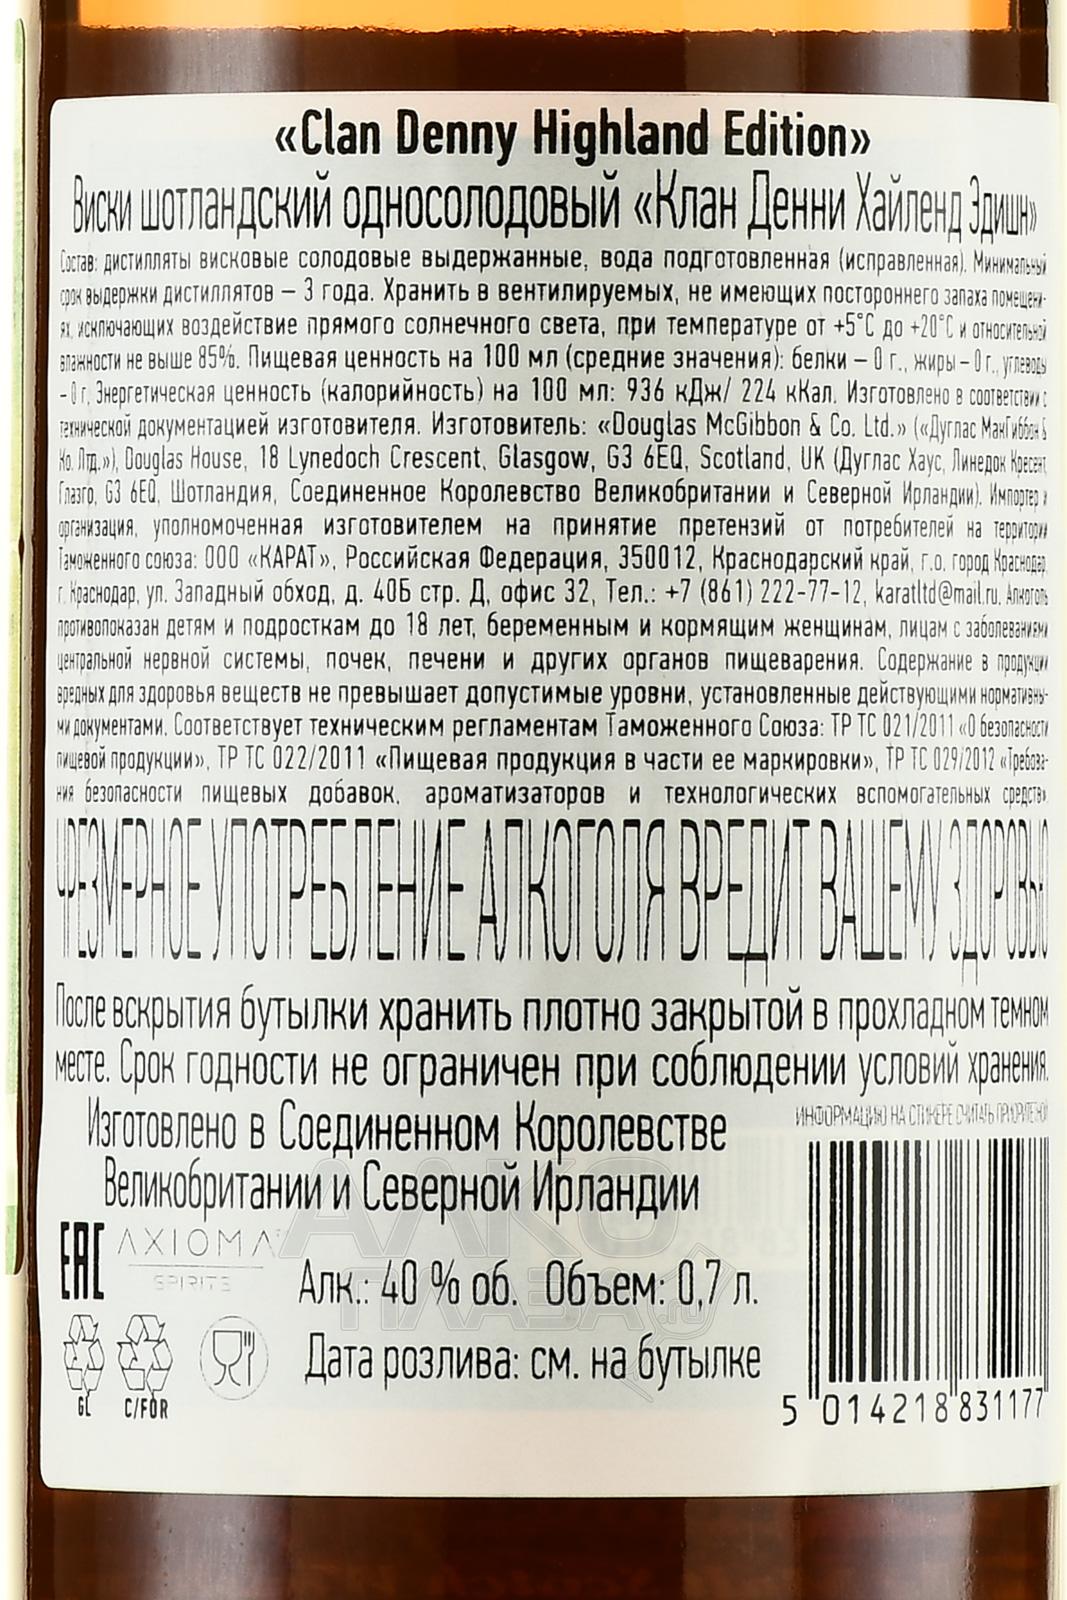 «Clan Denny Highland Edition»
Виски шотландский односолодовый «Клан Денни Хайленд Эдишн»
Состав: дистилляты висковые солодовые выдержанные, вода подготовленная (исправленная). Минимальный
срок выдержки дистиллятов – 3 года. Хранить в вентилируемых, не имеющих постороннего запаха помещени-
ях, исключающих воздействие прямого солнечного света, при температуре от +5°С до +20°С и относительной
влажности не выше 85%. Пищевая ценность на 100 мл (средние значения): белки – 0 г., жиры – 0 г., углеводы
– 0 г. Энергетическая ценность (калорийность) на 100 мл: 936 кДж/ 224 кКал. Изготовлено в соответствии с
технической документацией изготовителя. Изготовитель: «Douglas McGibbon & Co. Ltd.» («Дуглас МакГиббон &
Ко. Лтд.»), Douglas House, 18 Lynedoch Crescent, Glasgow, G3 6EQ, Scotland, UK (Дуглас Хаус, Линедок Кресент,
Глазго, G3 6EQ, Шотландия, Соединенное Королевство Великобритании и Северной Ирландии). Импортер и
организация, уполномоченная изготовителем на принятие претензий от потребителей на территории
Таможенного союза: ООО «КАРАТ», Российская Федерация, 350012, Краснодарский край, г.о. город Краснодар,
г. Краснодар, ул. Западный обход, д. 40Б стр. Д, офис 32, Тел.: +7 (861) 222-77-12, karatltd@mail.ru. Алкоголь
противопоказан детям и подросткам до 18 лет, беременным и кормящим женщинам, лицам с заболеваниями
центральной нервной системы, почек, печени и других органов пищеварения. Содержание в продукции
вредных для здоровья веществ не превышает допустимые уровни, установленные действующими нормативны-
ми документами. Соответствует техническим регламентам Таможенного Союза: ТР ТС 021/2011 «О безопасности
пищевой продукции», ТР ТС 022/2011 «Пищевая продукция в части ее маркировки», ТР ТС 029/2012 «Требова-
ния безопасности пищевых добавок, ароматизаторов и технологических вспомогательных средств».
ЧРЕЗМЕРНОЕ УПОТРЕБЛЕНИЕ АЛКОГОЛЯ ВРЕДИТ ВАШЕМУ ЗДОРОВЬЮ
После вскрытия бутылки хранить плотно закрытой в прохладном темном
месте. Срок годности не ограничен при соблюдении условий хранения.
ИНФОРМАЦИЮ НА СТИКЕРЕ СЧИТАТЬ ПРИОРИТЕТНОЙ
Изготовлено в Соединенном Королевстве
Великобритании и Северной Ирландии
EAC AXIOMA
SPIRITS
Алк.: 40 % об. Объем: 0,7 л.
Дата розлива: см. на бутылке
GL C/FOR
5 014218 831177
АЛКО
ПЛАЗА.ru